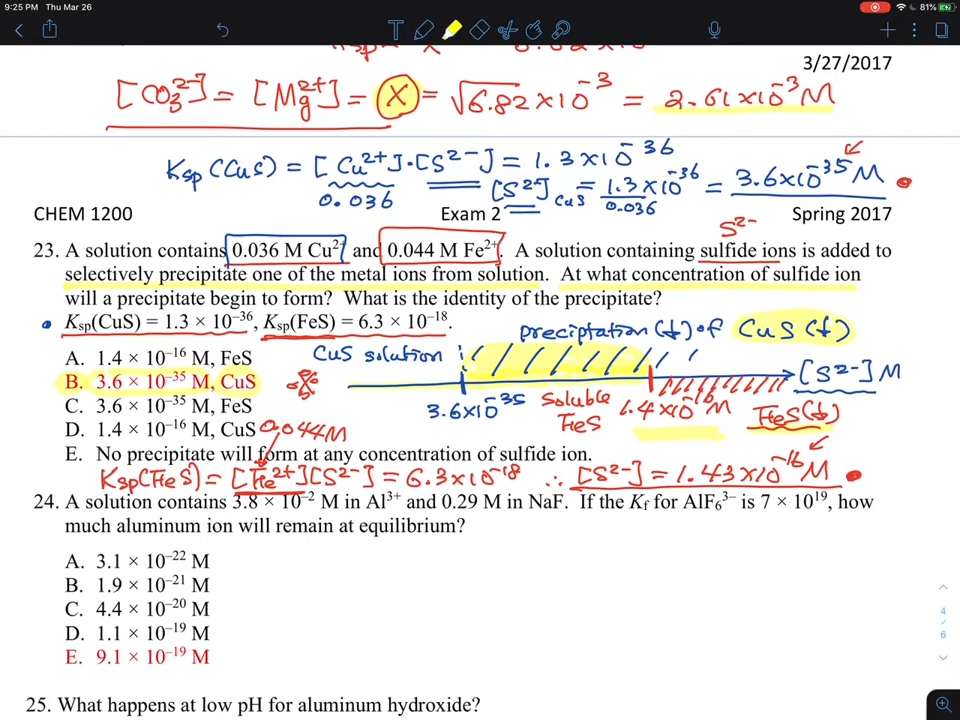 9:25 PM Thu Mar 26
81%
3/27/2017
[CO₃²⁻] = [Mg²⁺] = X = √6.82 × 10⁻³ = 2.61×10⁻³ M
Ksp (CuS) = [Cu²⁺]·[S²⁻] = 1.3×10⁻³⁶
0.036
[S²⁻] CuS = 1.3×10⁻³⁶ / 0.036 = 3.6×10⁻³⁵ M
CHEM 1200 Exam 2 Spring 2017
S²⁻
23. A solution contains 0.036 M Cu²⁺ and 0.044 M Fe²⁺. A solution containing sulfide ions is added to
selectively precipitate one of the metal ions from solution. At what concentration of sulfide ion
will a precipitate begin to form? What is the identity of the precipitate?
Ksp(CuS) = 1.3 × 10⁻³⁶, Ksp(FeS) = 6.3 × 10⁻¹⁸.
preciptation (↓) of CuS (↓)
CuS solution
[S²⁻] M
3.6×10⁻³⁵
soluble FeS
1.4×10⁻¹⁶ M
FeS(↓)
A. 1.4 × 10⁻¹⁶ M, FeS
B. 3.6 × 10⁻³⁵ M, CuS
C. 3.6 × 10⁻³⁵ M, FeS
D. 1.4 × 10⁻¹⁶ M, CuS
0.044M
E. No precipitate will form at any concentration of sulfide ion.
Ksp(FeS) = [Fe²⁺][S²⁻] = 6.3×10⁻¹⁸ ∴ [S²⁻] = 1.43×10⁻¹⁶ M
24. A solution contains 3.8 × 10⁻² M in Al³⁺ and 0.29 M in NaF. If the Kf for AlF₆³⁻ is 7 × 10¹⁹, how
much aluminum ion will remain at equilibrium?
A. 3.1 × 10⁻²² M
B. 1.9 × 10⁻²¹ M
C. 4.4 × 10⁻²⁰ M
D. 1.1 × 10⁻¹⁹ M
E. 9.1 × 10⁻¹⁹ M
4
/
6
25. What happens at low pH for aluminum hydroxide?